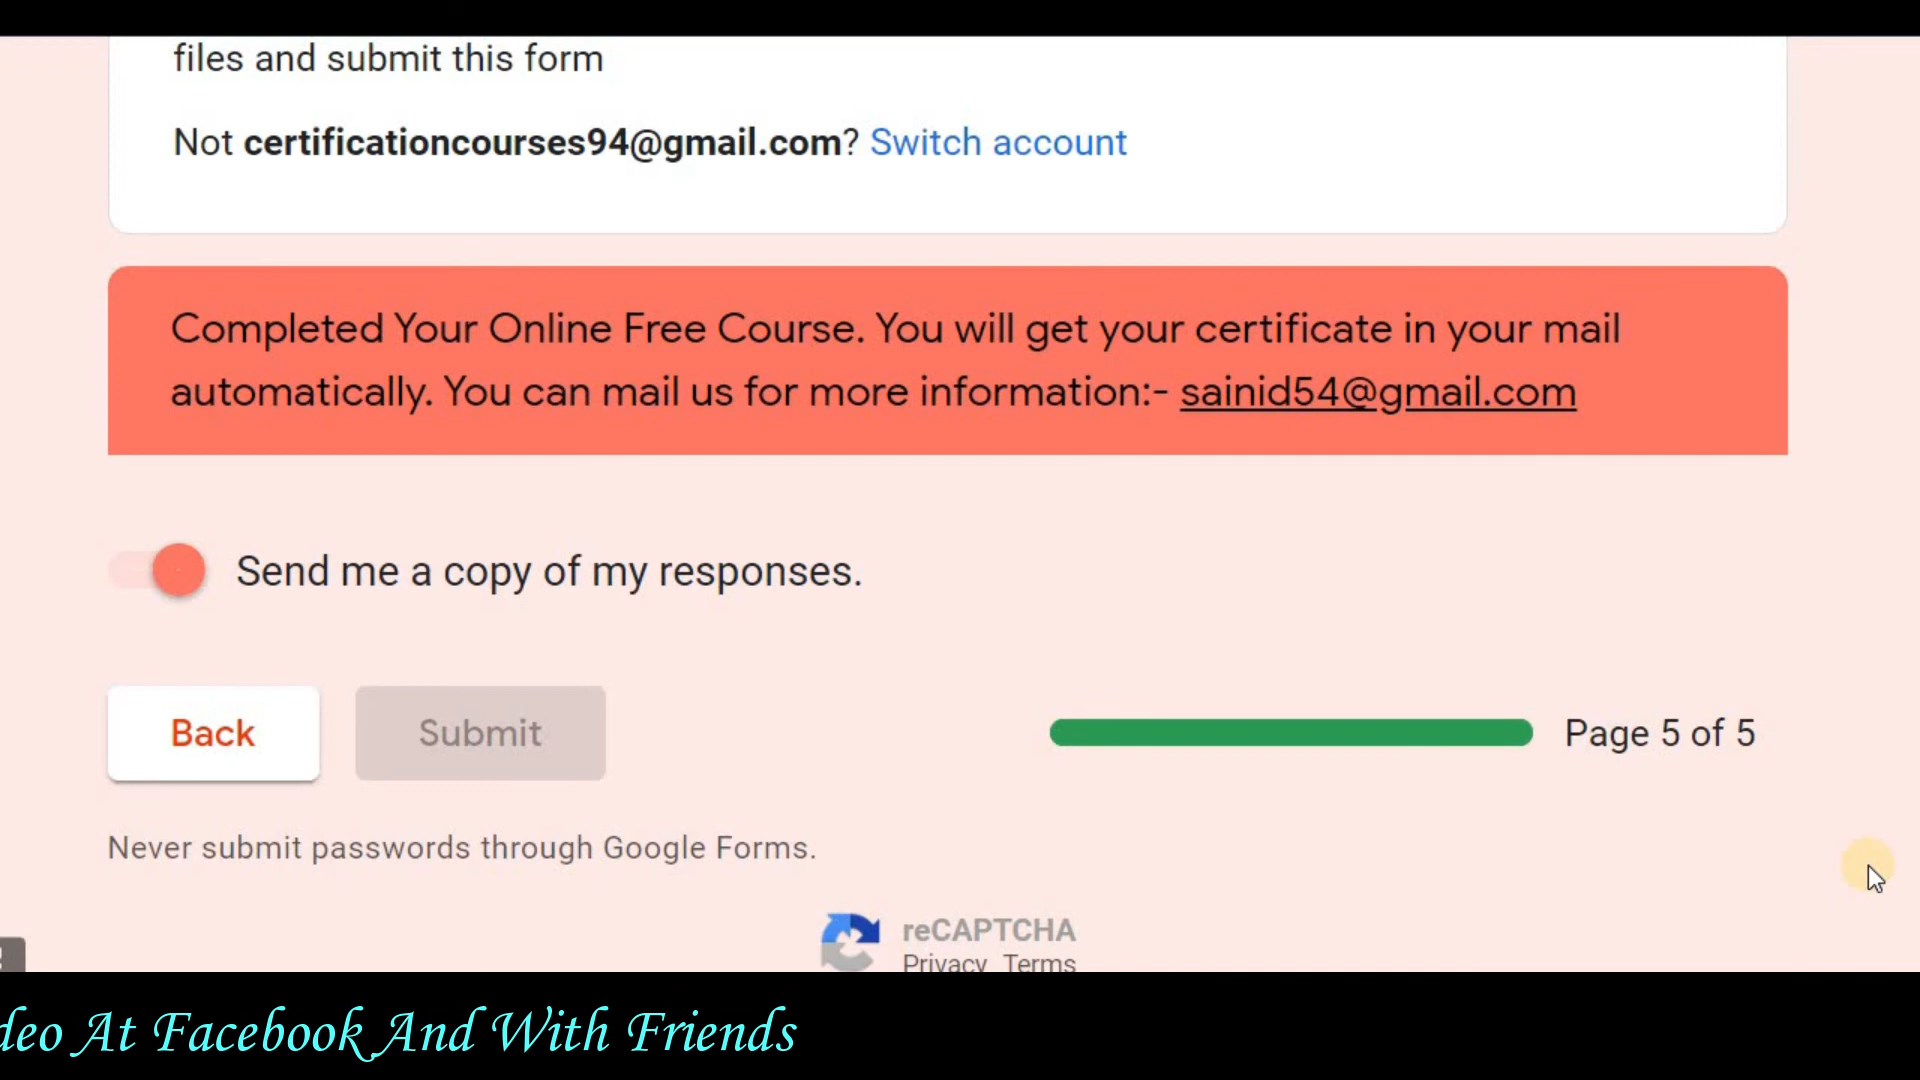 files and submit this form
Not certificationcourses94@gmail.com? Switch account
Completed Your Online Free Course. You will get your certificate in your mail
automatically. You can mail us for more information:- sainid54@gmail.com
Send me a copy of my responses.
Back Submit Page 5 of 5
Never submit passwords through Google Forms.
reCAPTCHA
Privacy Terms
At Facebook And With Friends